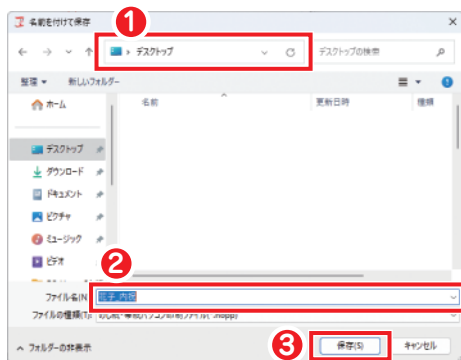 名前を付けて保存
1
デスクトップ
デスクトップの検索
整理
新しいフォルダー
ホーム
名前
更新日時
種類
デスクトップ
ダウンロード
ドキュメント
ピクチャ
ミュージック
ビデオ
2
ファイル名(N
ファイルの種類(T):
3
保存(S)
キャンセル
フォルダーの非表示